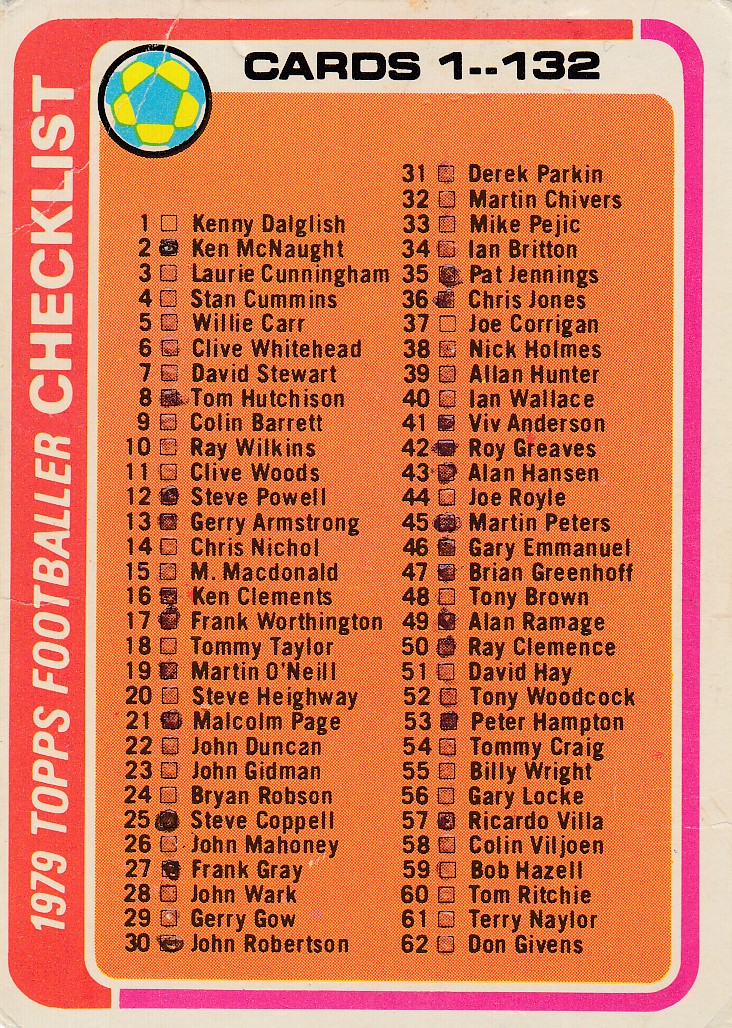 CARDS 1--132
1979 TOPPS FOOTBALLER CHECKLIST
1 Kenny Dalglish
2 Ken McNaught
3 Laurie Cunningham
4 Stan Cummins
5 Willie Carr
6 Clive Whitehead
7 David Stewart
8 Tom Hutchison
9 Colin Barrett
10 Ray Wilkins
11 Clive Woods
12 Steve Powell
13 Gerry Armstrong
14 Chris Nichol
15 M. Macdonald
16 Ken Clements
17 Frank Worthington
18 Tommy Taylor
19 Martin O'Neill
20 Steve Heighway
21 Malcolm Page
22 John Duncan
23 John Gidman
24 Bryan Robson
25 Steve Coppell
26 John Mahoney
27 Frank Gray
28 John Wark
29 Gerry Gow
30 John Robertson
31 Derek Parkin
32 Martin Chivers
33 Mike Pejic
34 Ian Britton
35 Pat Jennings
36 Chris Jones
37 Joe Corrigan
38 Nick Holmes
39 Allan Hunter
40 Ian Wallace
41 Viv Anderson
42 Roy Greaves
43 Alan Hansen
44 Joe Royle
45 Martin Peters
46 Gary Emmanuel
47 Brian Greenhoff
48 Tony Brown
49 Alan Ramage
50 Ray Clemence
51 David Hay
52 Tony Woodcock
53 Peter Hampton
54 Tommy Craig
55 Billy Wright
56 Gary Locke
57 Ricardo Villa
58 Colin Viljoen
59 Bob Hazell
60 Tom Ritchie
61 Terry Naylor
62 Don Givens